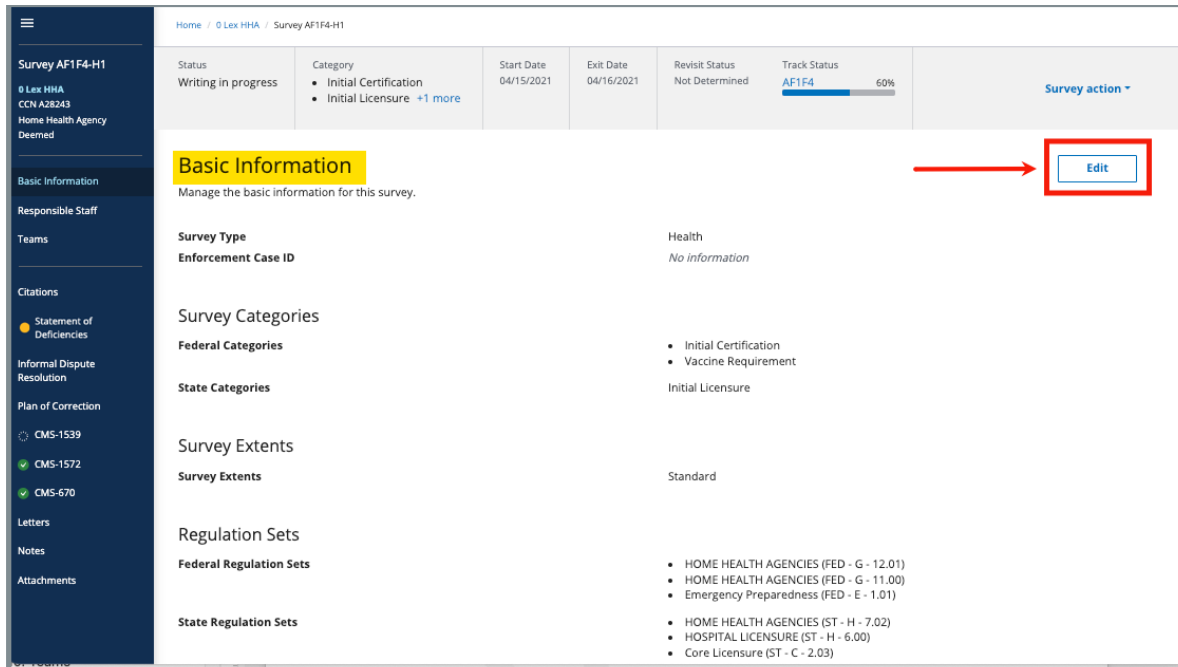 Home / 0 Lex HHA / Survey AF1F4-H1
Survey AF1F4-H1
0 Lex HHA
CCN A28243
Home Health Agency
Deemed
Basic Information
Responsible Staff
Teams
Citations
Statement of
Deficiencies
Informal Dispute
Resolution
Plan of Correction
CMS-1539
CMS-1572
CMS-670
Letters
Notes
Attachments
Status
Writing in progress
Category
• Initial Certification
• Initial Licensure +1 more
Start Date
04/15/2021
Exit Date
04/16/2021
Revisit Status
Not Determined
Track Status
AF1F4 60%
Survey action
Basic Information
Edit
Manage the basic information for this survey.
Survey Type Health
Enforcement Case ID No information
Survey Categories
Federal Categories • Initial Certification
• Vaccine Requirement
State Categories Initial Licensure
Survey Extents
Survey Extents Standard
Regulation Sets
Federal Regulation Sets • HOME HEALTH AGENCIES (FED - G - 12.01)
• HOME HEALTH AGENCIES (FED - G - 11.00)
• Emergency Preparedness (FED - E - 1.01)
State Regulation Sets • HOME HEALTH AGENCIES (ST - H - 7.02)
• HOSPITAL LICENSURE (ST - H - 6.00)
• Core Licensure (ST - C - 2.03)